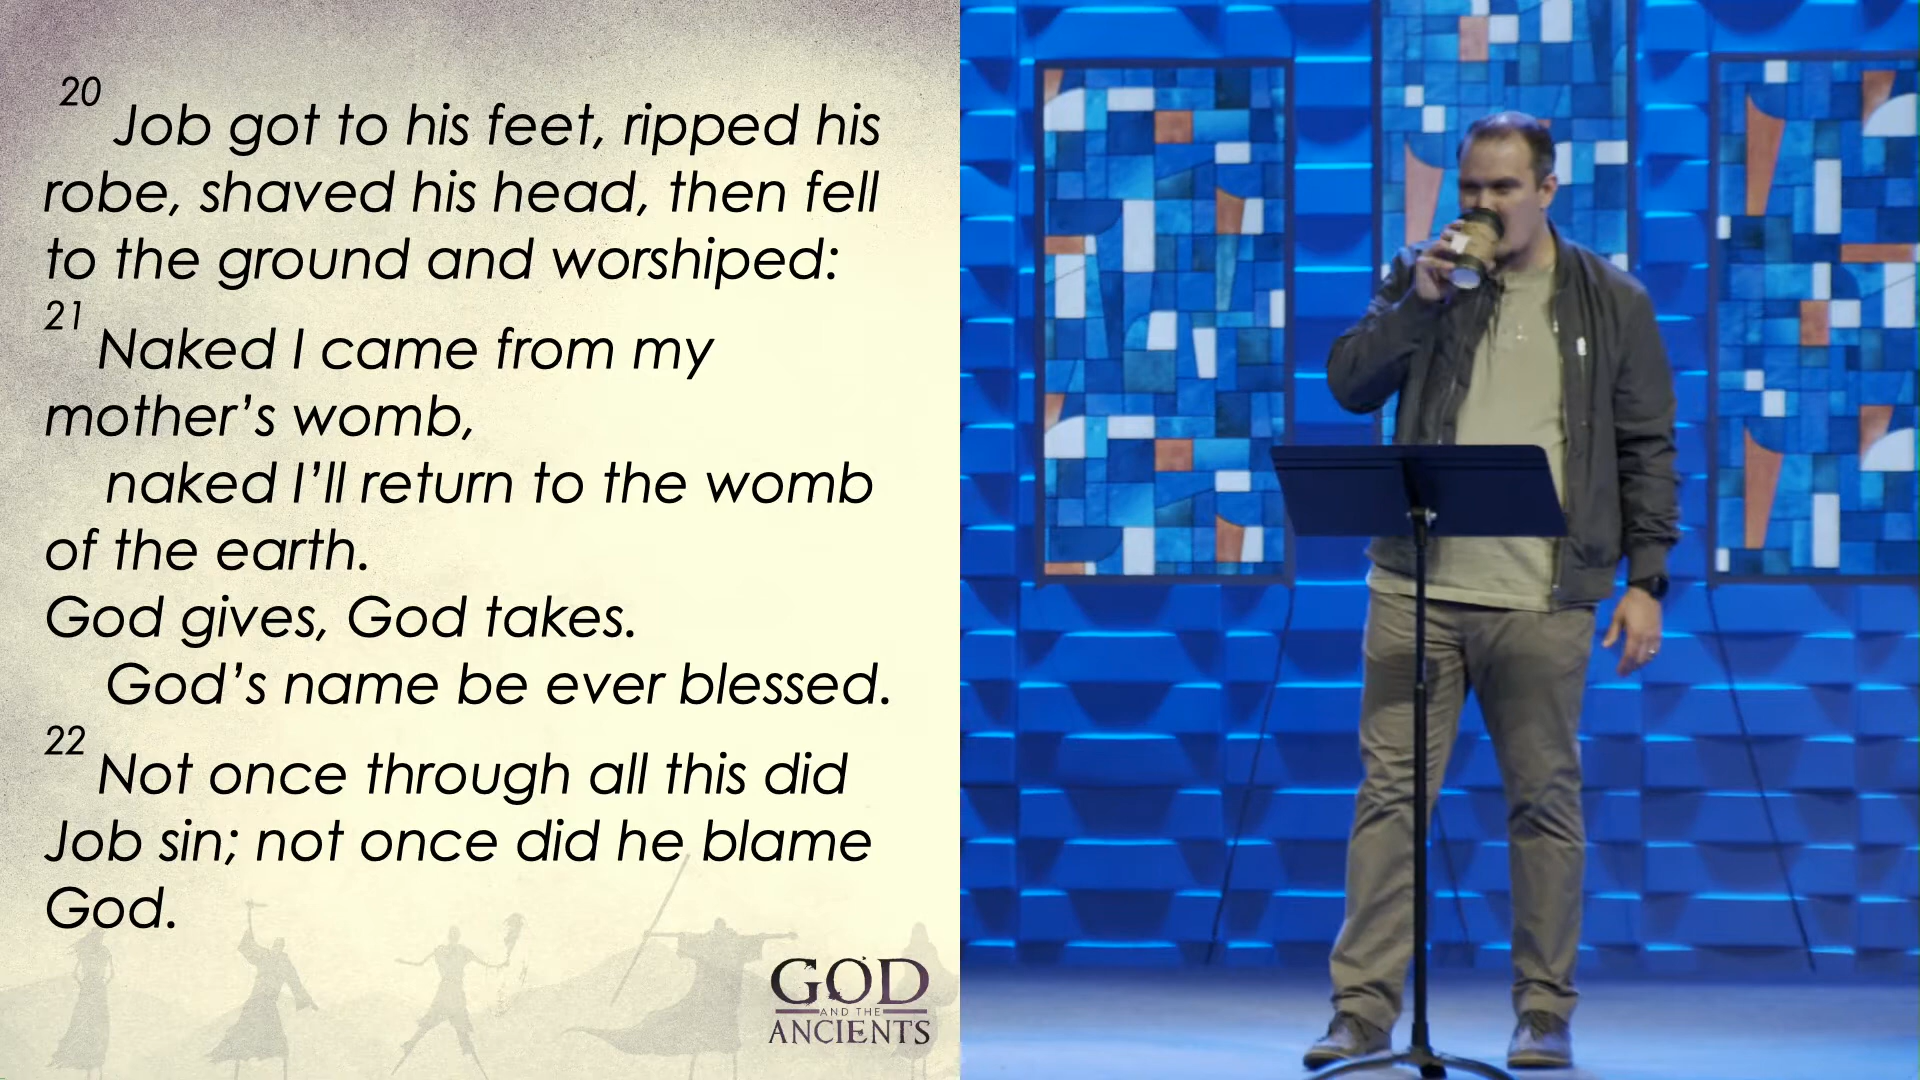 20 Job got to his feet, ripped his
robe, shaved his head, then fell
to the ground and worshiped:
21 Naked I came from my
mother’s womb,
naked I’ll return to the womb
of the earth.
God gives, God takes.
God’s name be ever blessed.
22 Not once through all this did
Job sin; not once did he blame
God.
GOD
AND THE
ANCIENTS